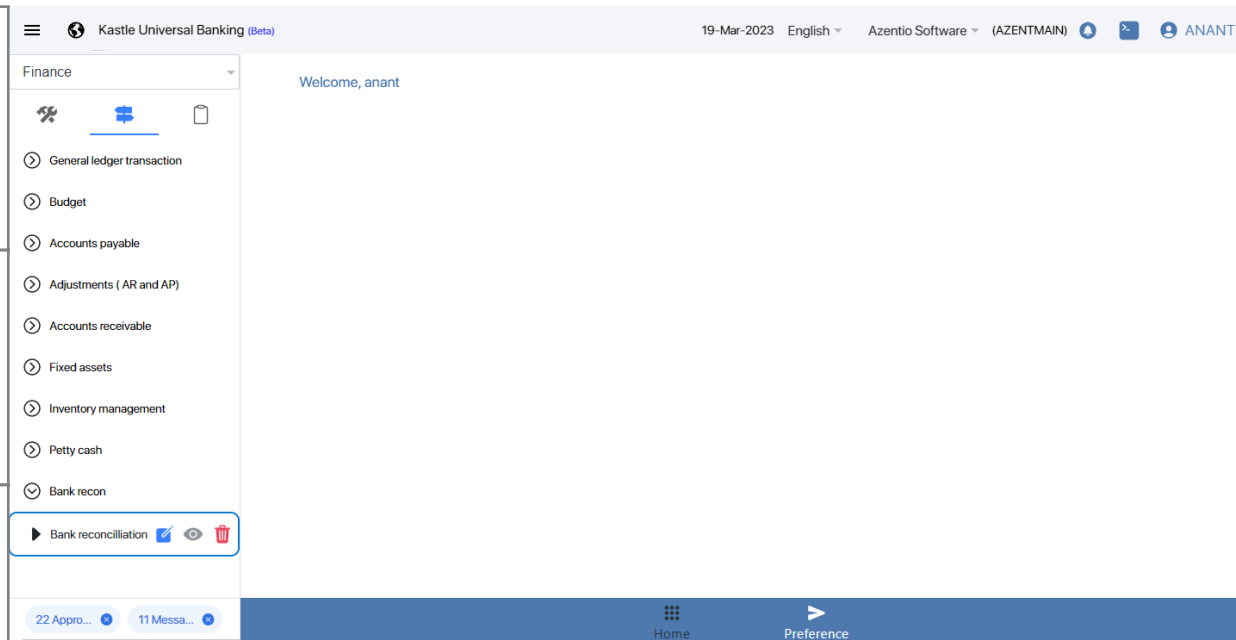 Kastle Universal Banking (Beta)
19-Mar-2023 English Azentio Software (AZENTMAIN) ANANT
Finance
Welcome, anant
General ledger transaction
Budget
Accounts payable
Adjustments ( AR and AP)
Accounts receivable
Fixed assets
Inventory management
Petty cash
Bank recon
Bank reconcilliation
22 Appro... 11 Messa...
Home Preference